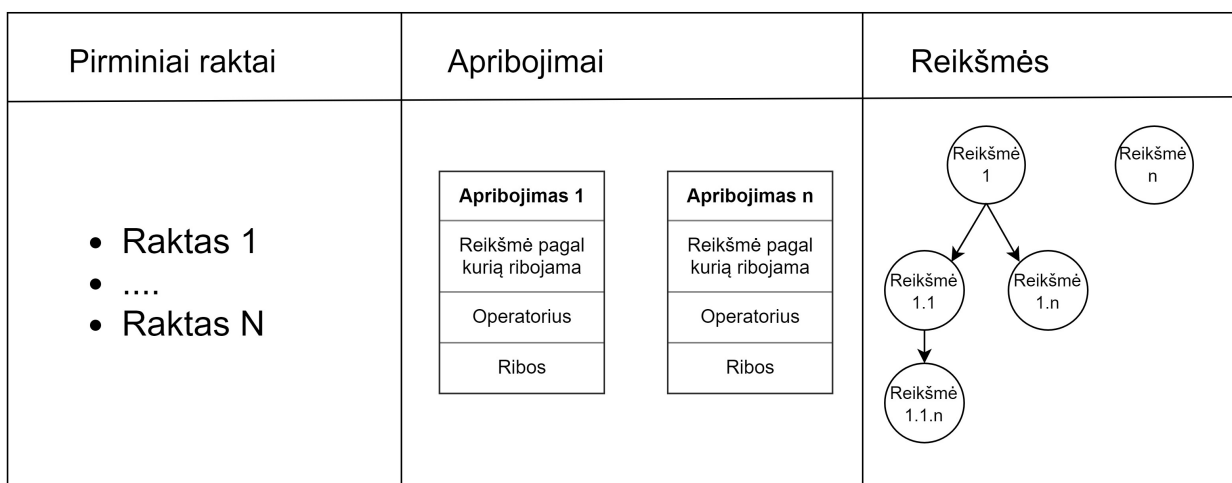 Pirminiai raktai
Apribojimai
Reikšmės
• Raktas 1
• ....
• Raktas N
Apribojimas 1
Reikšmė pagal
kurią ribojama
Operatorius
Ribos
Apribojimas n
Reikšmė pagal
kurią ribojama
Operatorius
Ribos
Reikšmė
1
Reikšmė
n
Reikšmė
1.1
Reikšmė
1.n
Reikšmė
1.1.n